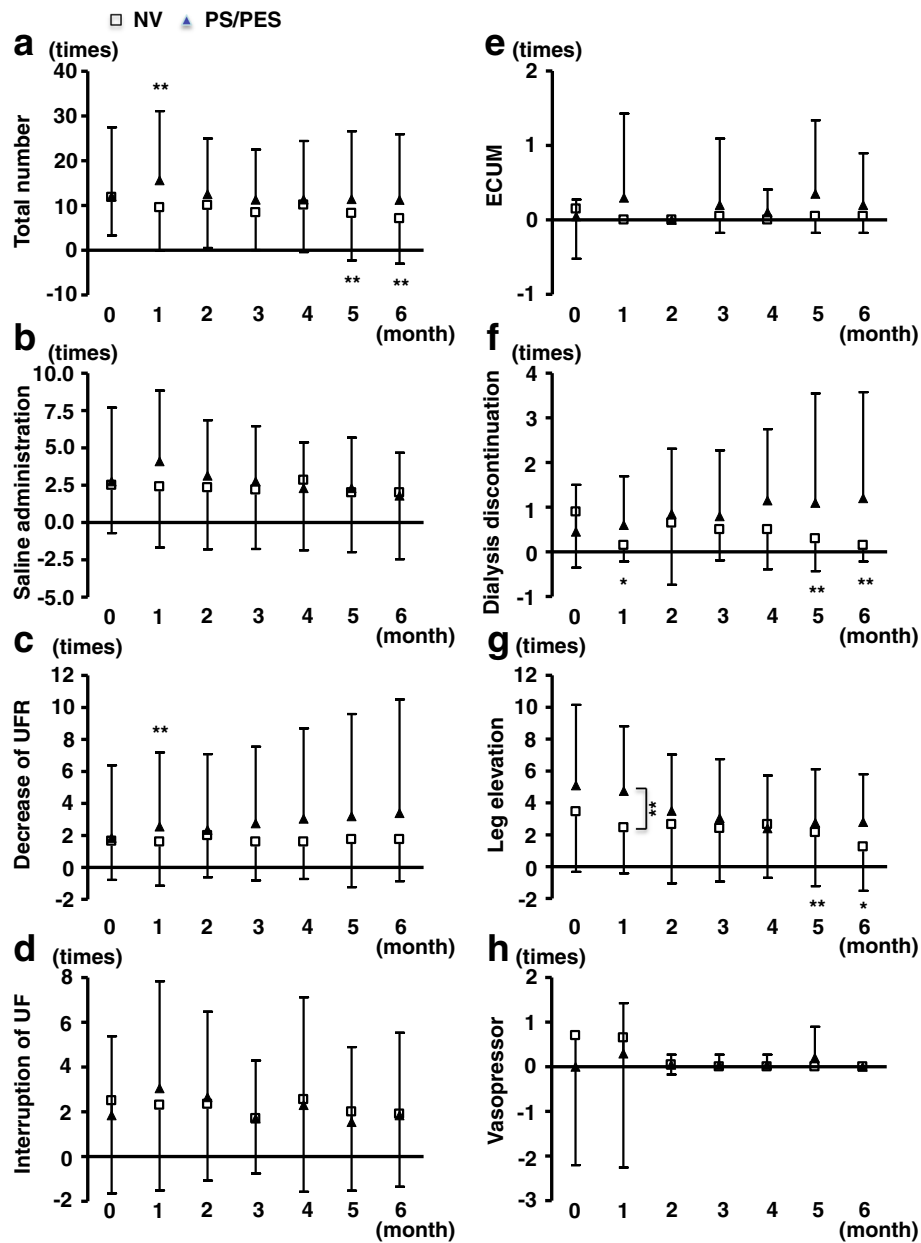 NV PS/PES
a (times)
Total number
40
30
20
10
0
-10
**
** **
0 1 2 3 4 5 6
(month)
b (times)
Saline administration
10.0
7.5
5.0
2.5
0.0
-2.5
-5.0
0 1 2 3 4 5 6
(month)
c (times)
Decrease of UFR
12
10
8
6
4
2
0
-2
**
0 1 2 3 4 5 6
(month)
d (times)
Interruption of UF
8
6
4
2
0
-2
0 1 2 3 4 5 6
(month)
e (times)
ECUM
2
1
0
-1
0 1 2 3 4 5 6
(month)
f (times)
Dialysis discontinuation
4
3
2
1
0
-1
* ** **
0 1 2 3 4 5 6
(month)
g (times)
Leg elevation
12
10
8
6
4
2
0
-2
**
** *
0 1 2 3 4 5 6
(month)
h (times)
Vasopressor
2
1
0
-1
-2
-3
0 1 2 3 4 5 6
(month)